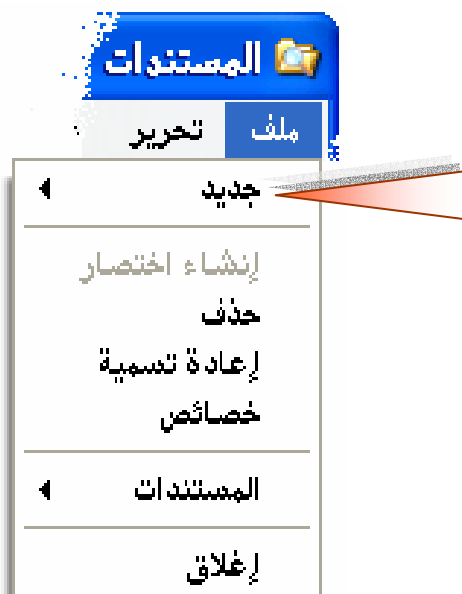 المستندات
ملف تحرير
جديد
إنشاء اختصار
حذف
إعادة تسمية
خصائص
المستندات
إغلاق